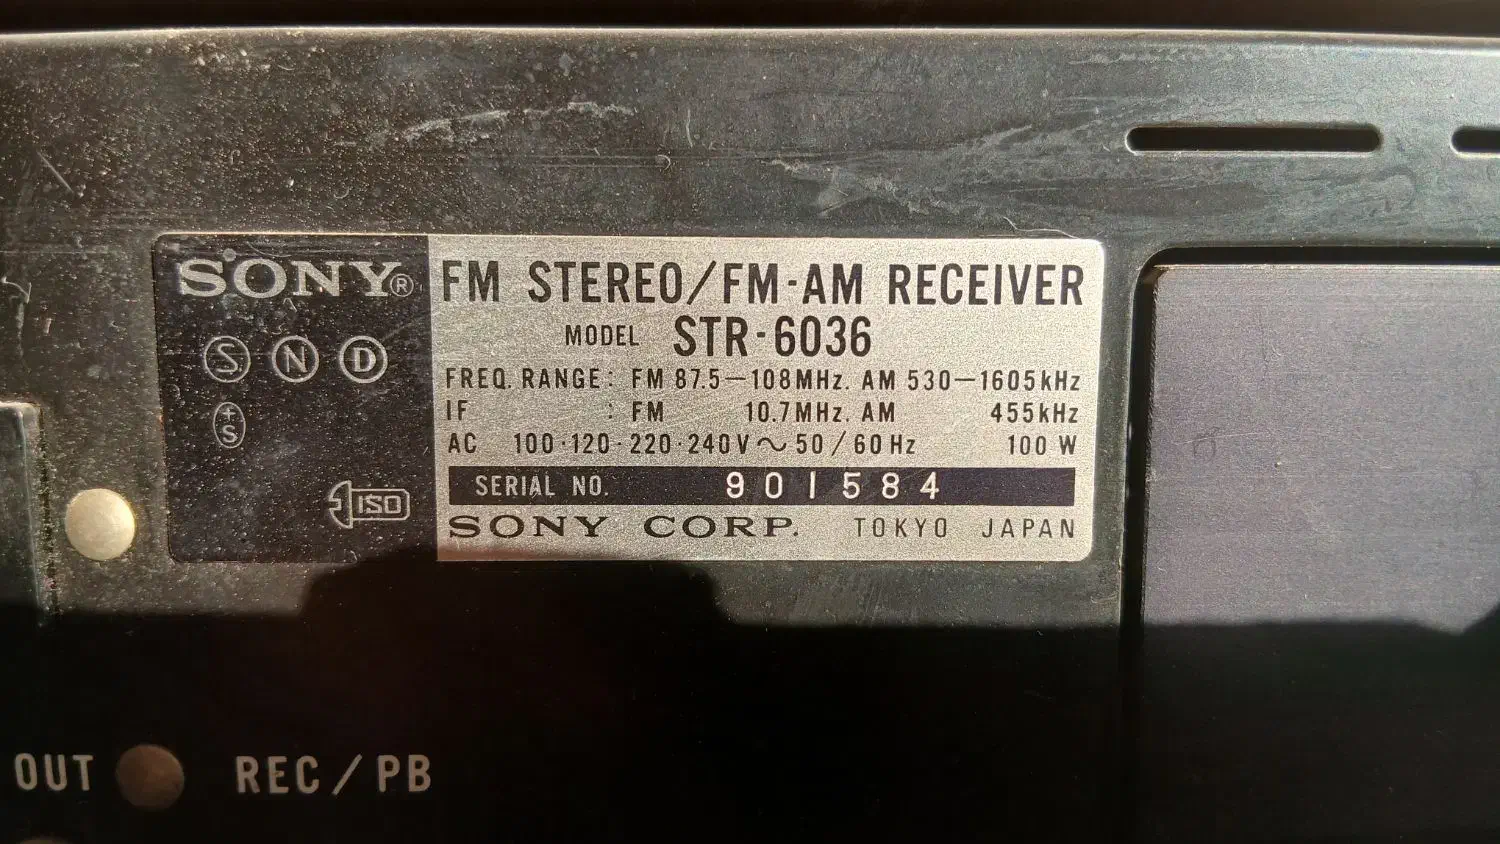 SONY®
S N D
+S
ISO
FM STEREO/FM-AM RECEIVER
MODEL STR-6036
FREQ. RANGE: FM 87.5—108MHz. AM 530—1605kHz
IF : FM 10.7MHz. AM 455kHz
AC 100·120·220·240V～50/60Hz 100 W
SERIAL NO. 901584
SONY CORP. TOKYO JAPAN
OUT REC/PB